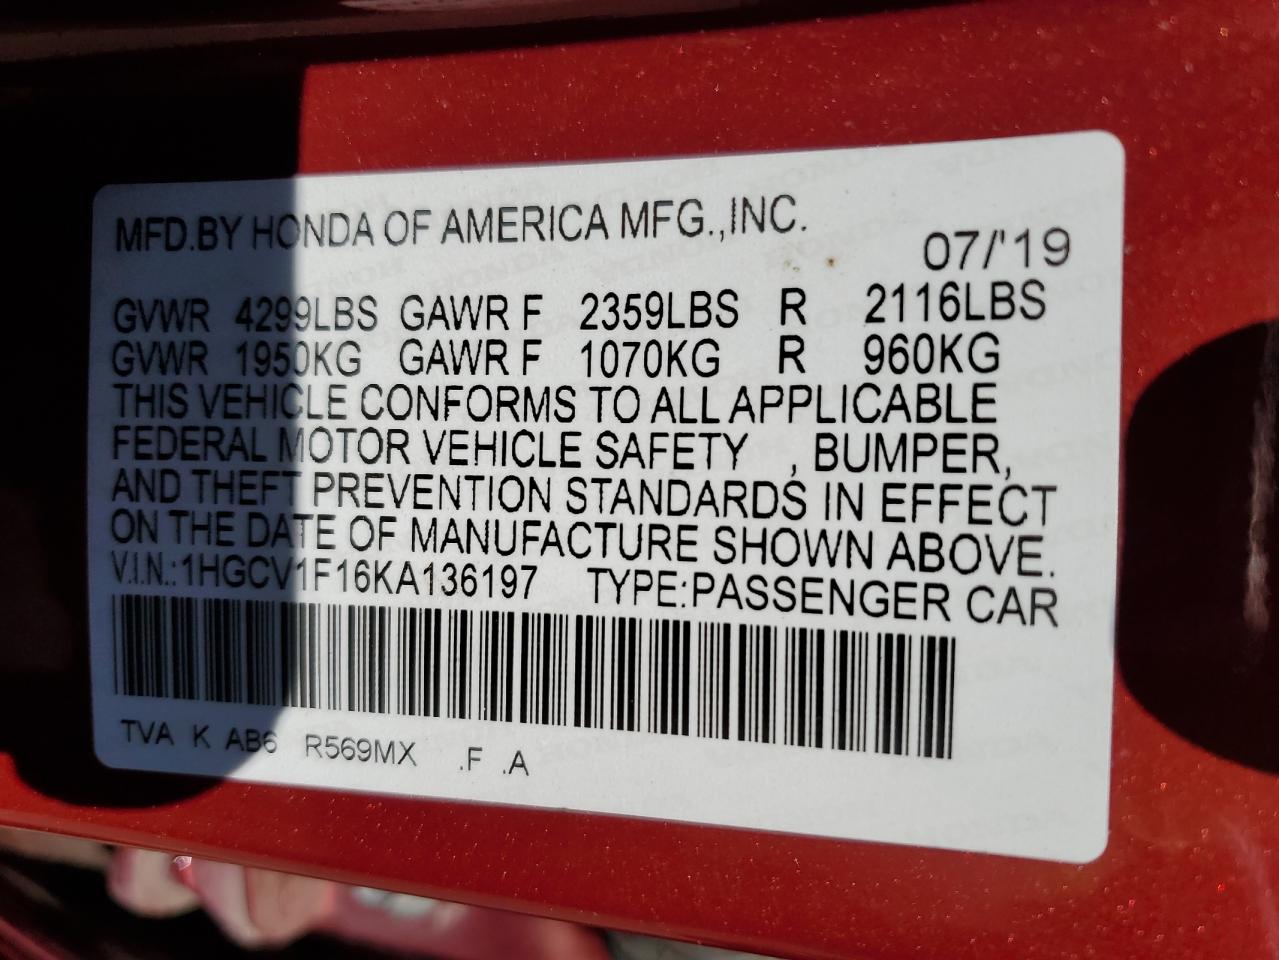 MFD.BY HONDA OF AMERICA MFG.,INC.
07/'19
GVWR 4299LBS GAWR F 2359LBS R 2116LBS
GVWR 1950KG GAWR F 1070KG R 960KG
THIS VEHICLE CONFORMS TO ALL APPLICABLE
FEDERAL MOTOR VEHICLE SAFETY , BUMPER,
AND THEFT PREVENTION STANDARDS IN EFFECT
ON THE DATE OF MANUFACTURE SHOWN ABOVE.
V.I.N.:1HGCV1F16KA136197 TYPE:PASSENGER CAR
TVA K AB6 R569MX .F .A